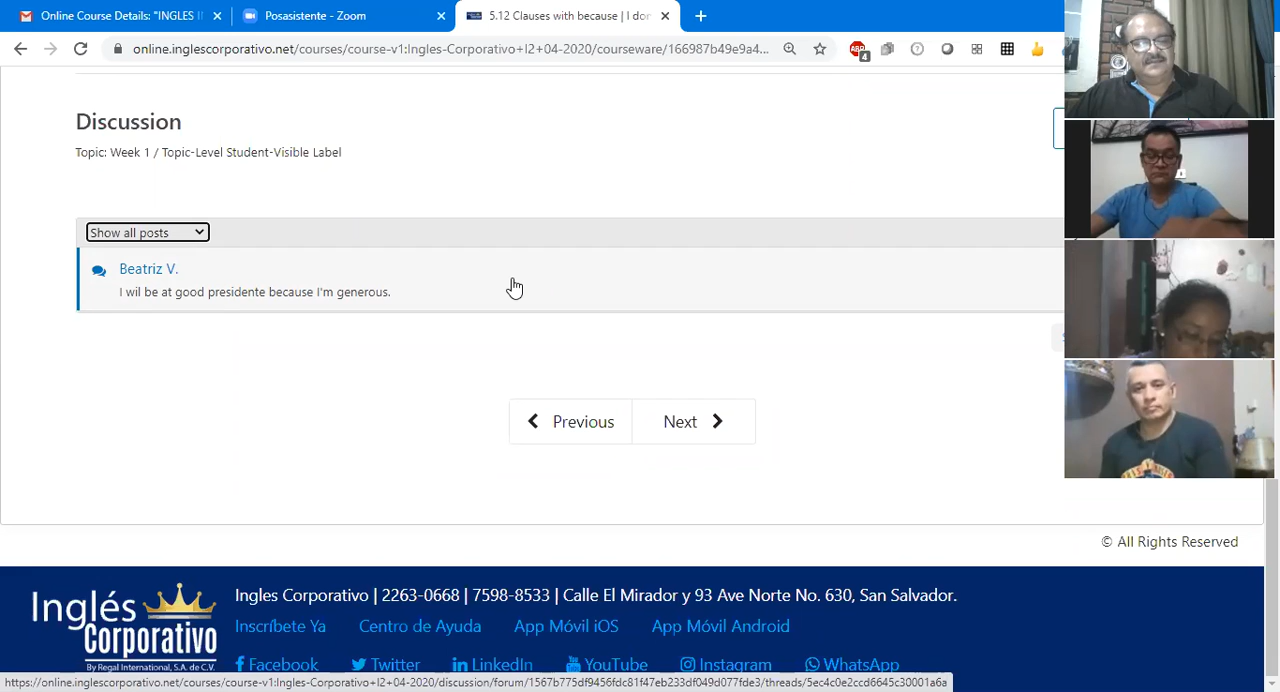 Online Course Details: "INGLES II
Posasistente - Zoom
5.12 Clauses with because | I don
online.inglescorporativo.net/courses/course-v1:Ingles-Corporativo+I2+04-2020/courseware/166987b49e9a4...
ABP
4
Discussion
Topic: Week 1 / Topic-Level Student-Visible Label
Show all posts
Beatriz V.
I wil be at good presidente because I'm generous.
Previous
Next
© All Rights Reserved
Inglés
Corporativo
By Regal International, S.A. de C.V.
Ingles Corporativo | 2263-0668 | 7598-8533 | Calle El Mirador y 93 Ave Norte No. 630, San Salvador.
Inscríbete Ya Centro de Ayuda App Móvil iOS App Móvil Android
Facebook Twitter LinkedIn YouTube Instagram WhatsApp
https://online.inglescorporativo.net/courses/course-v1:Ingles-Corporativo+I2+04-2020/discussion/forum/1567b775df9456fdc81f47eb233df049d077fde3/threads/5ec4c0e2ccd6645c30001a6a